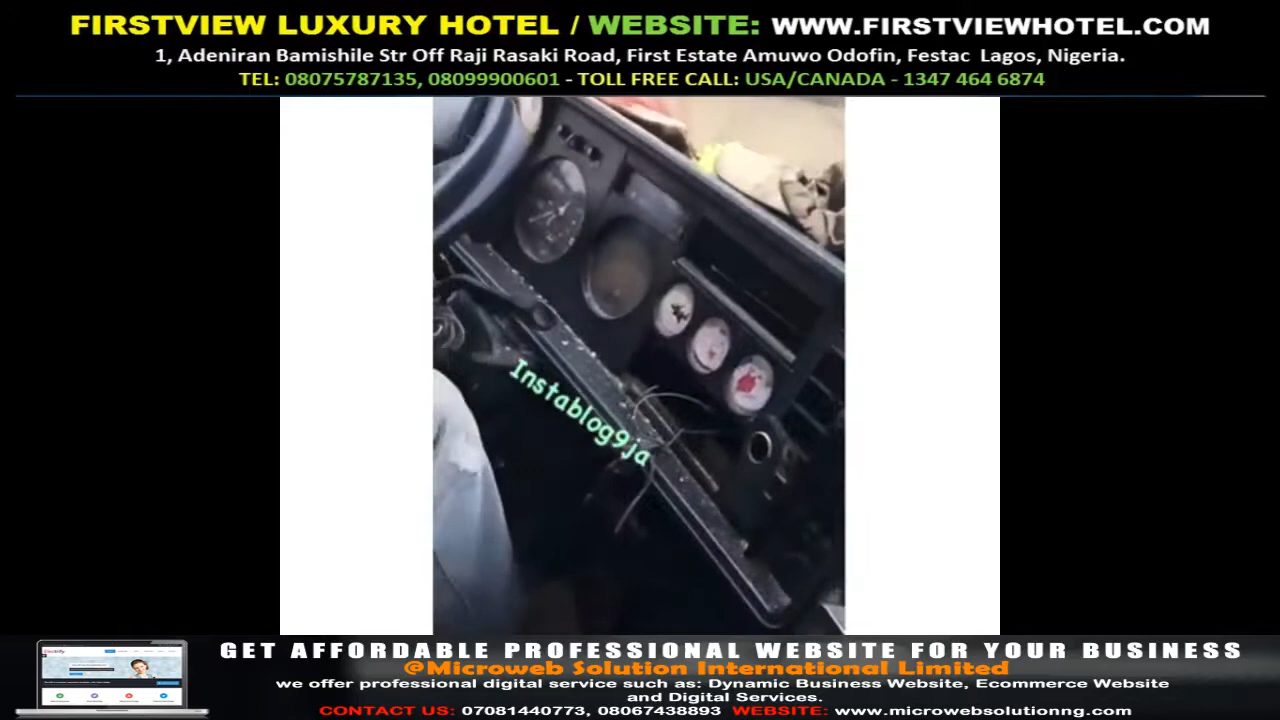 FIRSTVIEW LUXURY HOTEL / WEBSITE: WWW.FIRSTVIEWHOTEL.COM
1, Adeniran Bamishile Str Off Raji Rasaki Road, First Estate Amuwo Odofin, Festac Lagos, Nigeria.
TEL: 08075787135, 08099900601 - TOLL FREE CALL: USA/CANADA - 1347 464 6874
Instablog9ja
GET AFFORDABLE PROFESSIONAL WEBSITE FOR YOUR BUSINESS
@Microweb Solution International Limited
we offer professional digital service such as: Dynamic Business Website, Ecommerce Website
and Digital Services.
CONTACT US: 07081440773, 08067438893 WEBSITE: www.microwebsolutionng.com